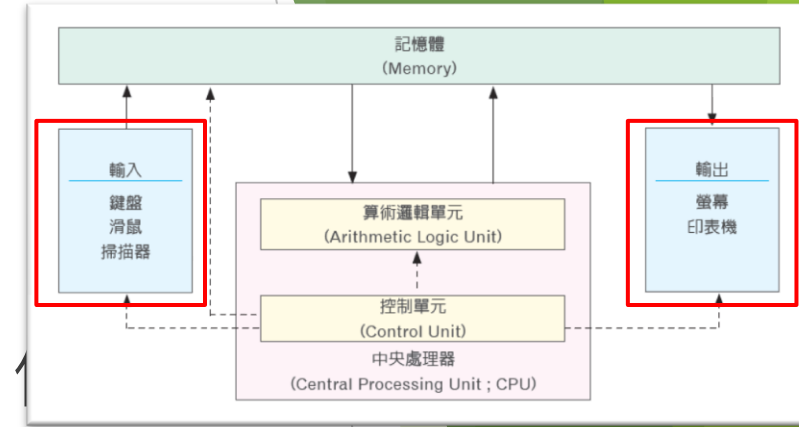 記憶體
(Memory)
輸入
鍵盤
滑鼠
掃描器
算術邏輯單元
(Arithmetic Logic Unit)
控制單元
(Control Unit)
中央處理器
(Central Processing Unit ; CPU)
輸出
螢幕
印表機